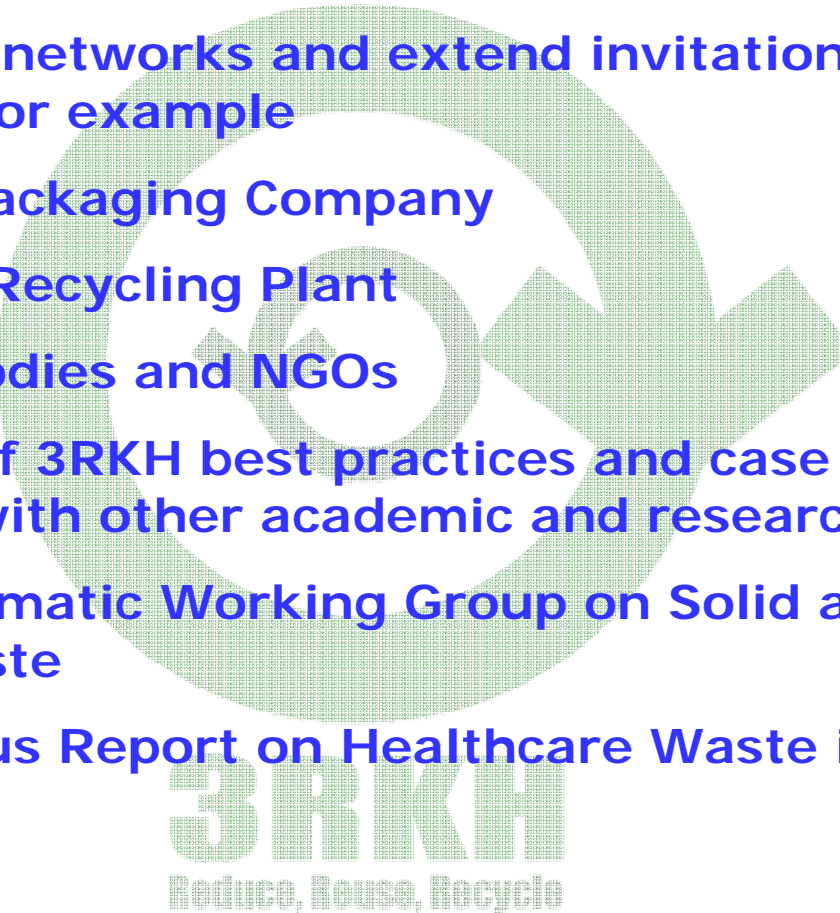 networks and extend invitation
or example
ackaging Company
Recycling Plant
odies and NGOs
f 3RKH best practices and case
with other academic and researc
matic Working Group on Solid a
ste
us Report on Healthcare Waste i
3RKH
Reduce, Reuse, Recycle